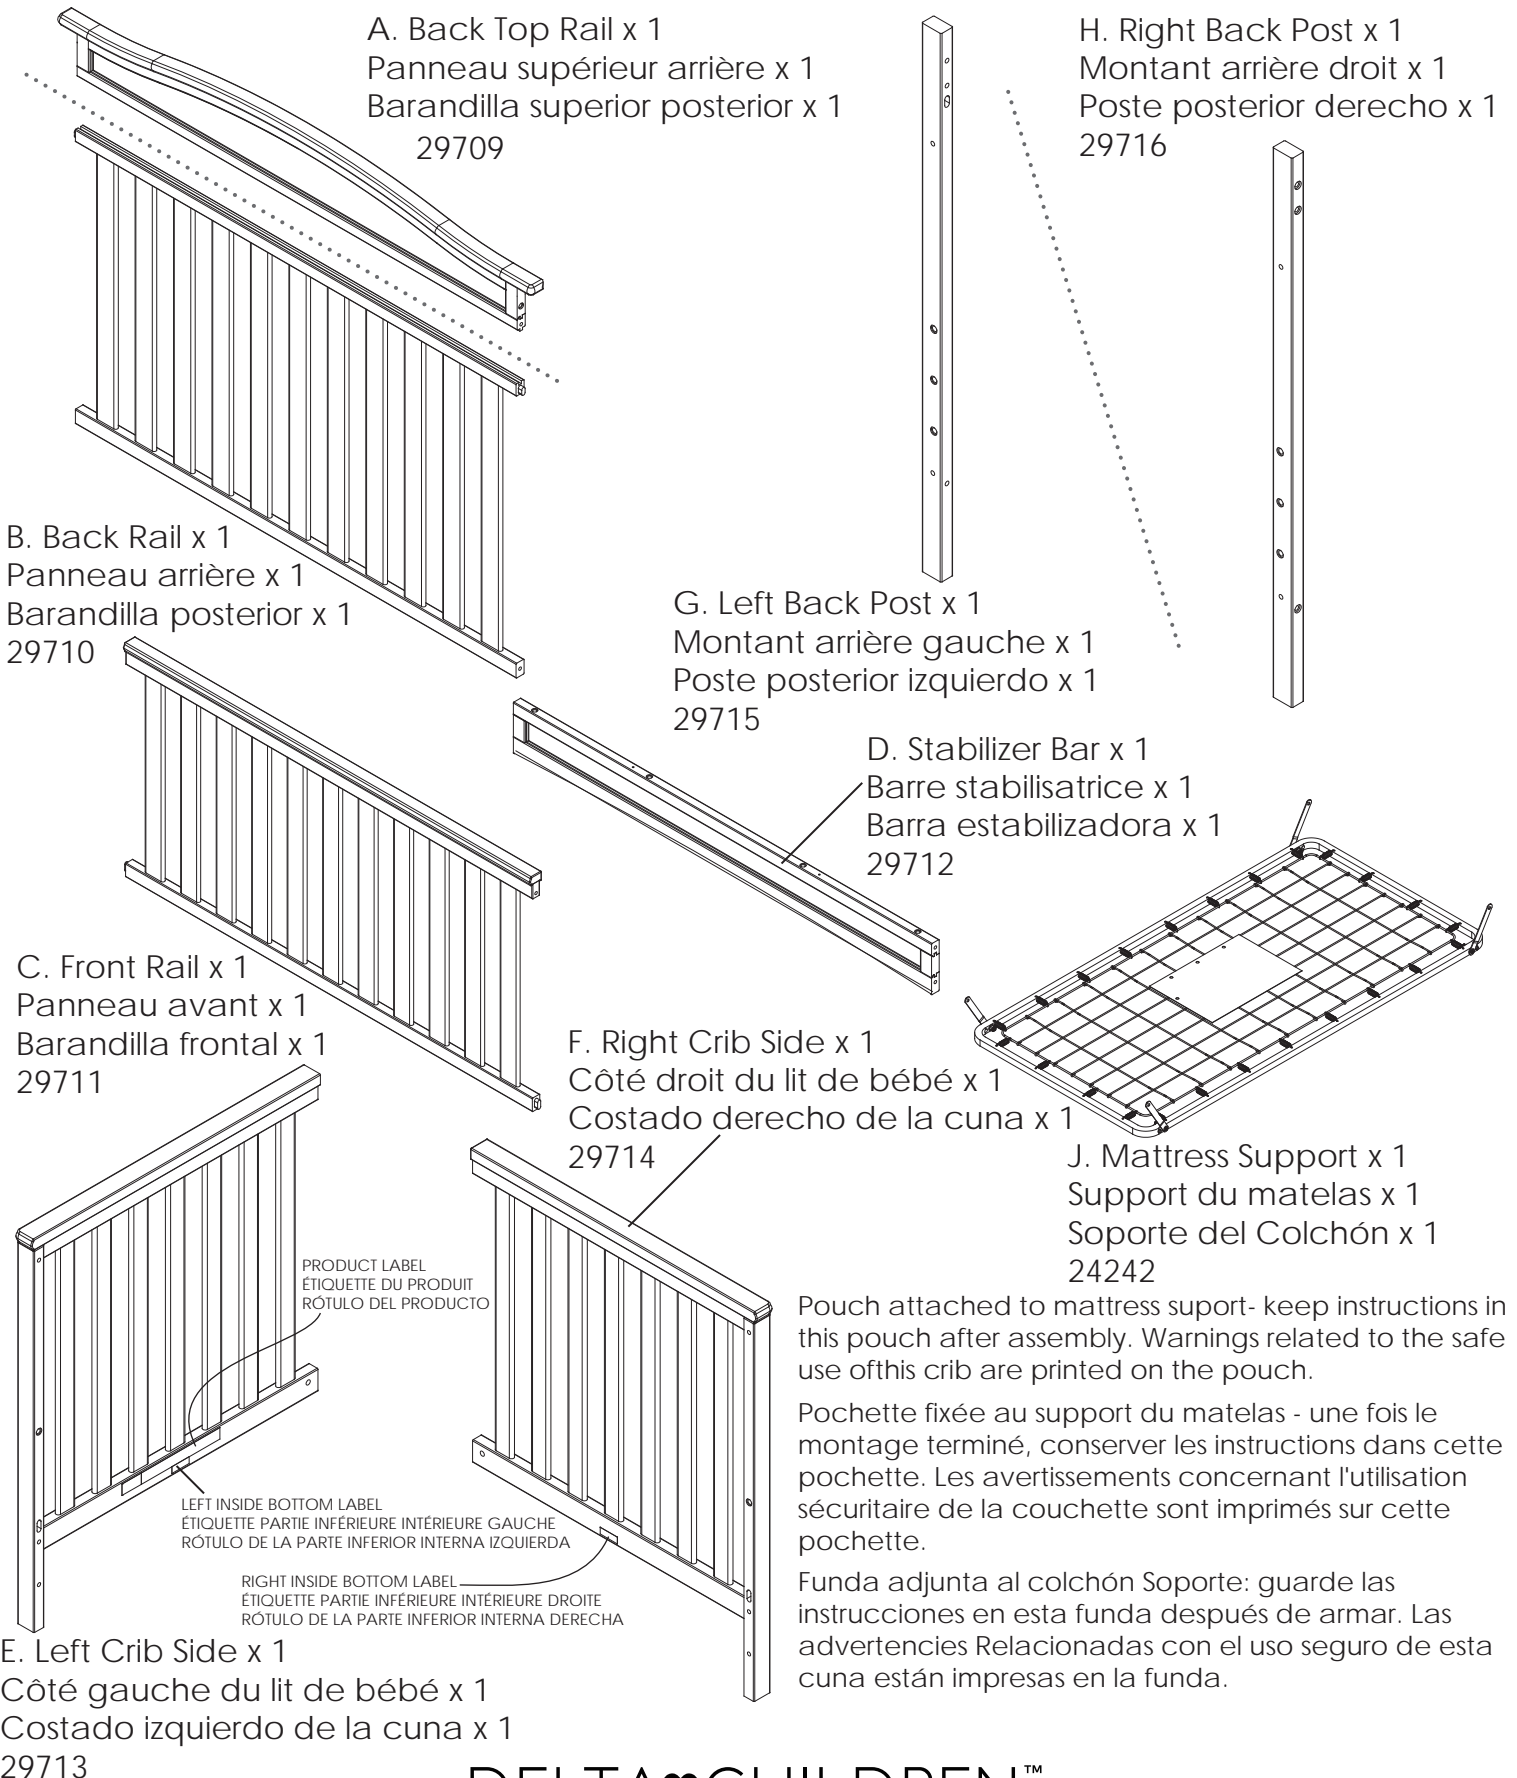 A. Back Top Rail x 1
Panneau supérieur arrière x 1
Barandilla superior posterior x 1
29709
H. Right Back Post x 1
Montant arrière droit x 1
Poste posterior derecho x 1
29716
B. Back Rail x 1
Panneau arrière x 1
Barandilla posterior x 1
29710
G. Left Back Post x 1
Montant arrière gauche x 1
Poste posterior izquierdo x 1
29715
D. Stabilizer Bar x 1
Barre stabilisatrice x 1
Barra estabilizadora x 1
29712
C. Front Rail x 1
Panneau avant x 1
Barandilla frontal x 1
29711
F. Right Crib Side x 1
Côté droit du lit de bébé x 1
Costado derecho de la cuna x 1
29714
J. Mattress Support x 1
Support du matelas x 1
Soporte del Colchón x 1
24242
PRODUCT LABEL
ÉTIQUETTE DU PRODUIT
RÓTULO DEL PRODUCTO
Pouch attached to mattress suport- keep instructions in
this pouch after assembly. Warnings related to the safe
use ofthis crib are printed on the pouch.
Pochette fixée au support du matelas - une fois le
montage terminé, conserver les instructions dans cette
pochette. Les avertissements concernant l'utilisation
sécuritaire de la couchette sont imprimés sur cette
pochette.
Funda adjunta al colchón Soporte: guarde las
instrucciones en esta funda después de armar. Las
advertencies Relacionadas con el uso seguro de esta
cuna están impresas en la funda.
LEFT INSIDE BOTTOM LABEL
ÉTIQUETTE PARTIE INFÉRIEURE INTÉRIEURE GAUCHE
RÓTULO DE LA PARTE INFERIOR INTERNA IZQUIERDA
RIGHT INSIDE BOTTOM LABEL
ÉTIQUETTE PARTIE INFÉRIEURE INTÉRIEURE DROITE
RÓTULO DE LA PARTE INFERIOR INTERNA DERECHA
E. Left Crib Side x 1
Côté gauche du lit de bébé x 1
Costado izquierdo de la cuna x 1
29713
DELTA CHILDREN™